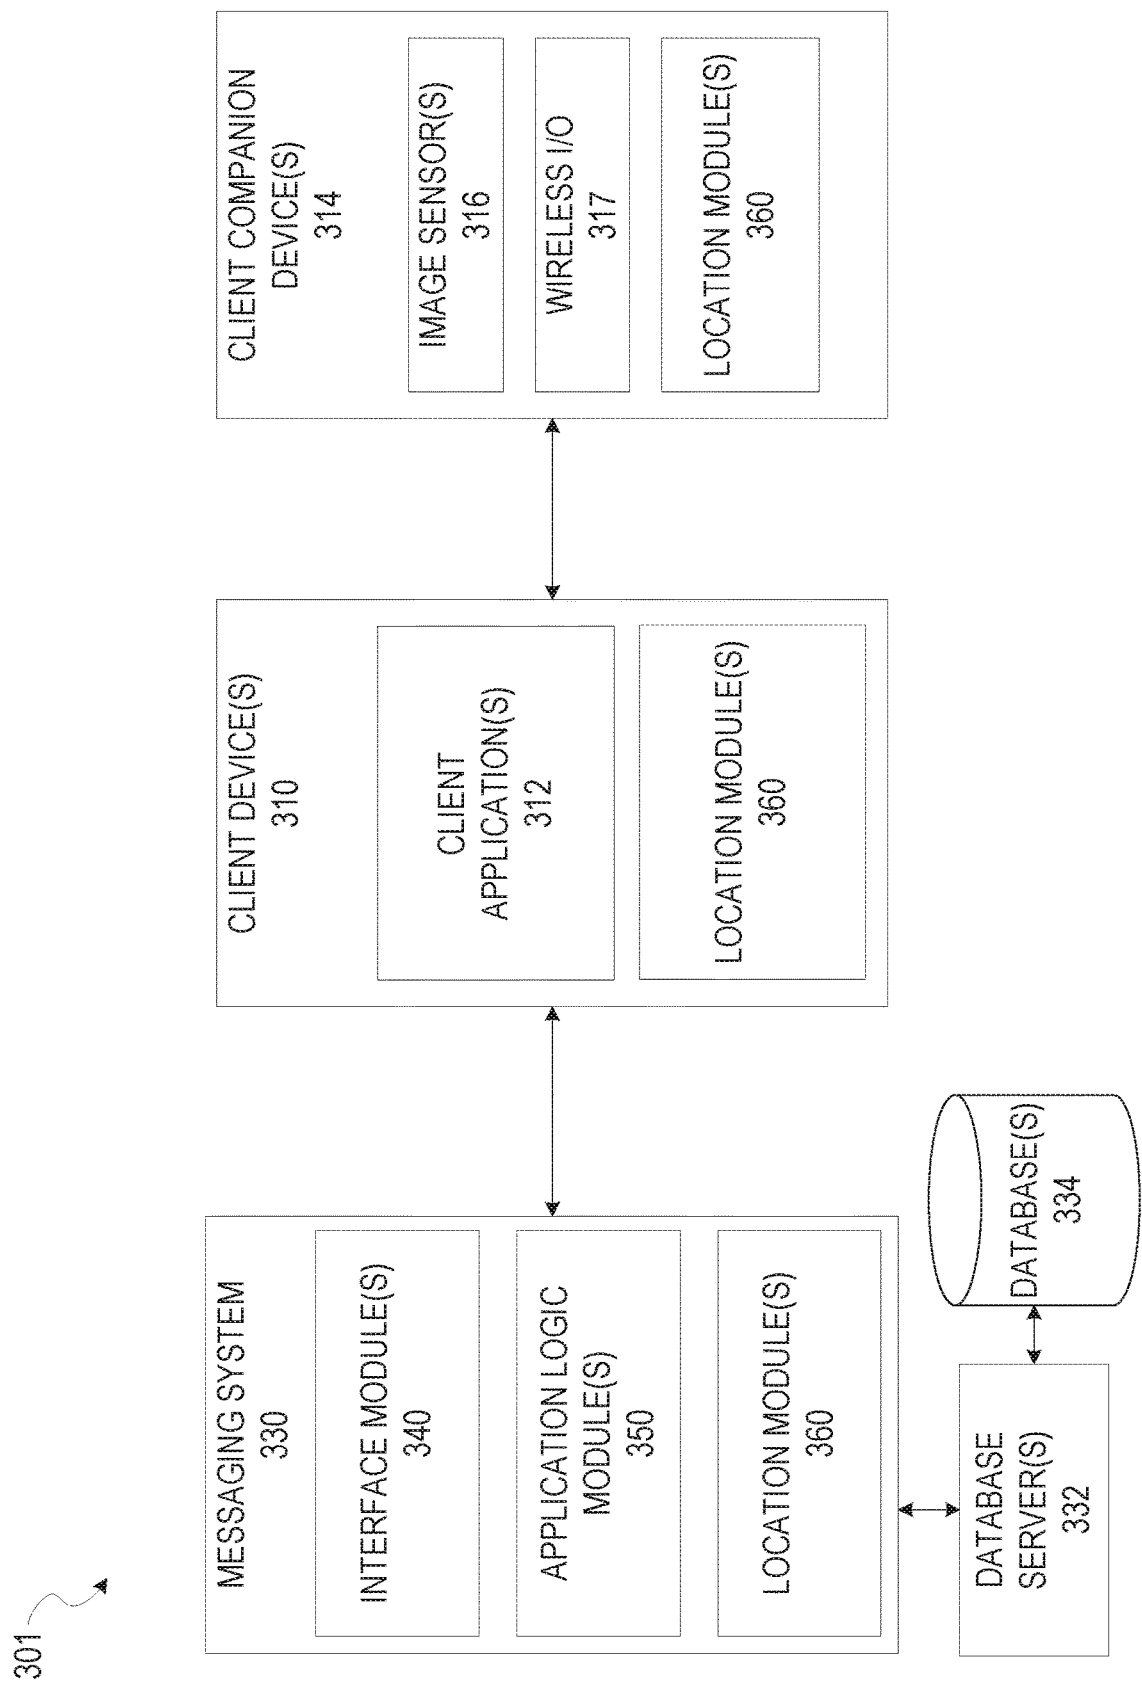 301
MESSAGING SYSTEM
330
INTERFACE MODULE(S)
340
APPLICATION LOGIC
MODULE(S)
350
LOCATION MODULE(S)
360
DATABASE
SERVER(S)
332
DATABASE(S)
334
CLIENT DEVICE(S)
310
CLIENT
APPLICATION(S)
312
LOCATION MODULE(S)
360
CLIENT COMPANION
DEVICE(S)
314
IMAGE SENSOR(S)
316
WIRELESS I/O
317
LOCATION MODULE(S)
360